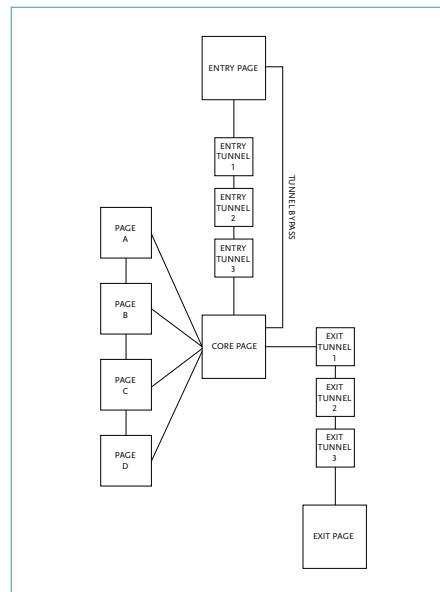 ENTRY PAGE
ENTRY
TUNNEL
1
ENTRY
TUNNEL
2
ENTRY
TUNNEL
3
TUNNEL BYPASS
PAGE
A
PAGE
B
PAGE
C
PAGE
D
CORE PAGE
EXIT
TUNNEL
1
EXIT
TUNNEL
2
EXIT
TUNNEL
3
EXIT PAGE